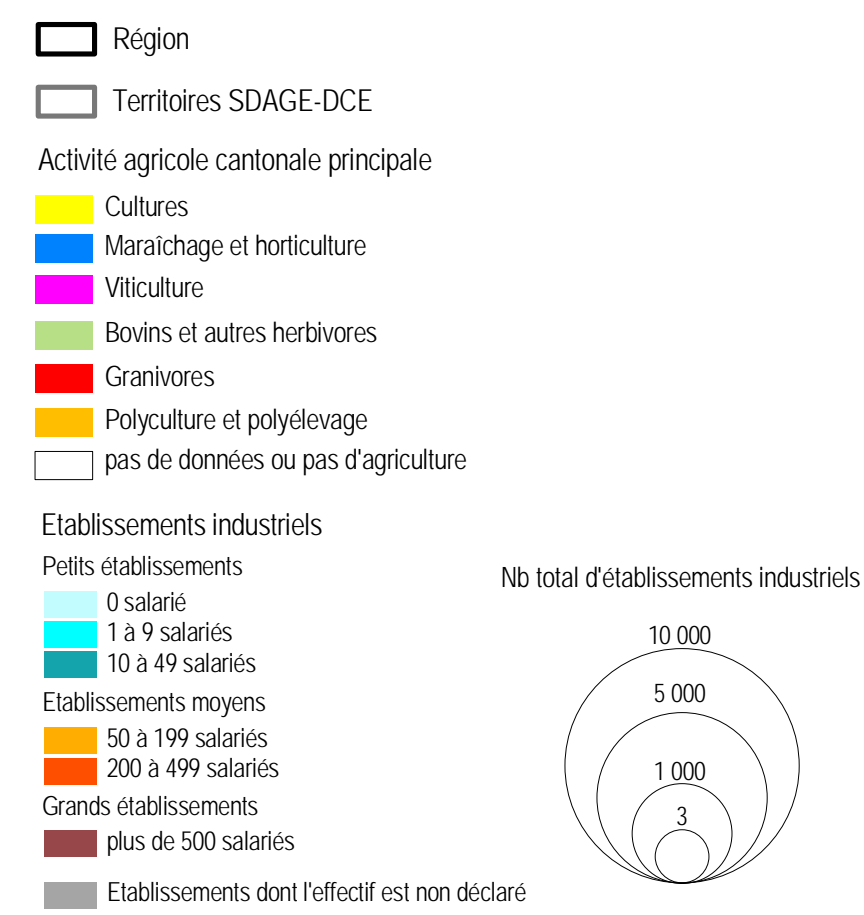 Région
Territoires SDAGE-DCE
Activité agricole cantonale principale
Cultures
Maraîchage et horticulture
Viticulture
Bovins et autres herbivores
Granivores
Polyculture et polyélevage
pas de données ou pas d'agriculture
Etablissements industriels
Petits établissements
0 salarié
1 à 9 salariés
10 à 49 salariés
Etablissements moyens
50 à 199 salariés
200 à 499 salariés
Grands établissements
plus de 500 salariés
Etablissements dont l'effectif est non déclaré
Nb total d'établissements industriels
10 000
5 000
1 000
3